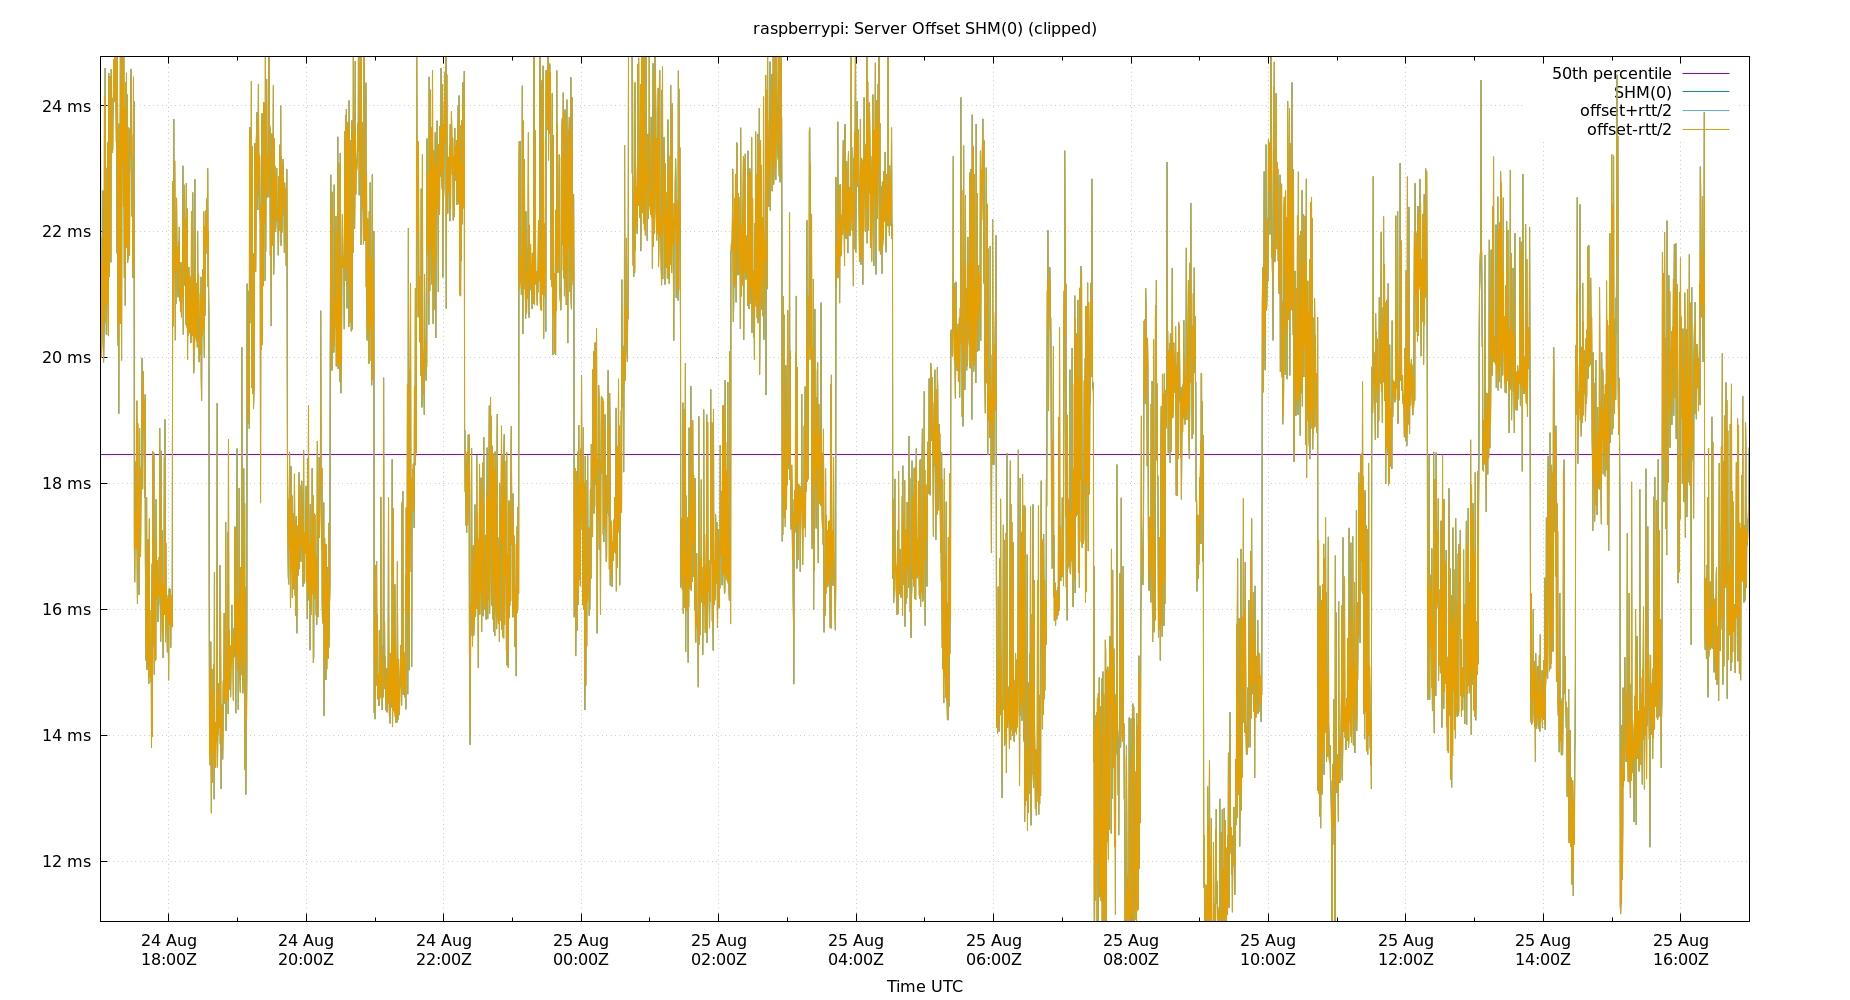 raspberrypi: Server Offset SHM(0) (clipped)
50th percentile
SHM(0)
offset+rtt/2
offset-rtt/2
24 ms
22 ms
20 ms
18 ms
16 ms
14 ms
12 ms
24 Aug 24 Aug 24 Aug 25 Aug 25 Aug 25 Aug 25 Aug 25 Aug 25 Aug 25 Aug 25 Aug 25 Aug
18:00Z 20:00Z 22:00Z 00:00Z 02:00Z 04:00Z 06:00Z 08:00Z 10:00Z 12:00Z 14:00Z 16:00Z
Time UTC